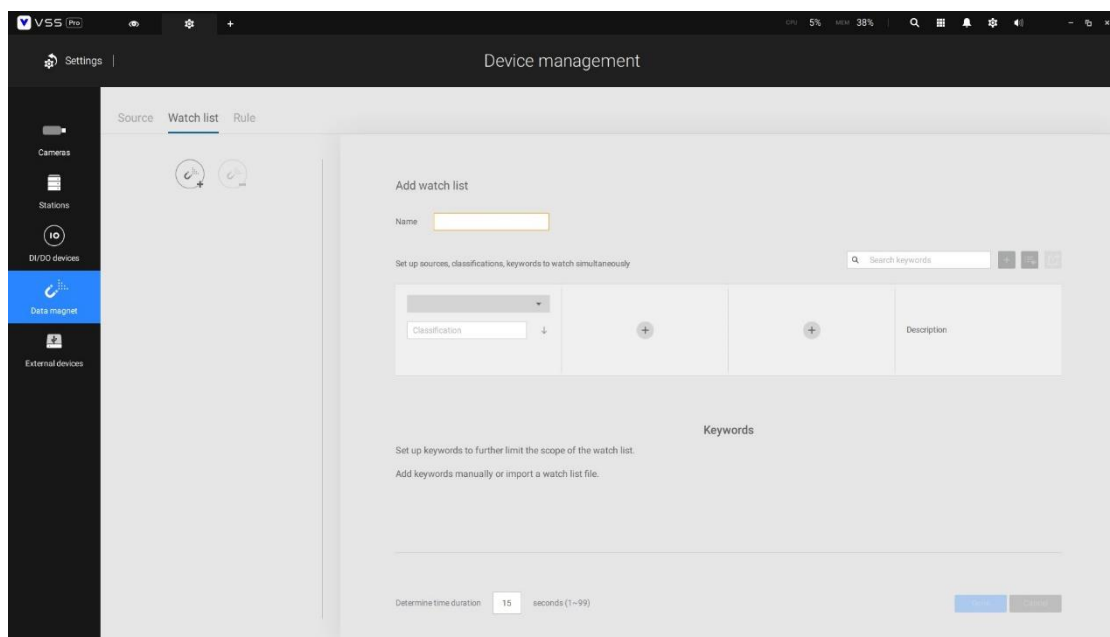 VSS Pro
CPU 5% MEM 38%
Settings
Device management
Source Watch list Rule
Cameras
Stations
IO
DI/DO devices
Data magnet
External devices
Add watch list
Name
Set up sources, classifications, keywords to watch simultaneously
Search keywords
Classification
Description
Keywords
Set up keywords to further limit the scope of the watch list.
Add keywords manually or import a watch list file.
Determine time duration 15 seconds (1~99)
Cancel